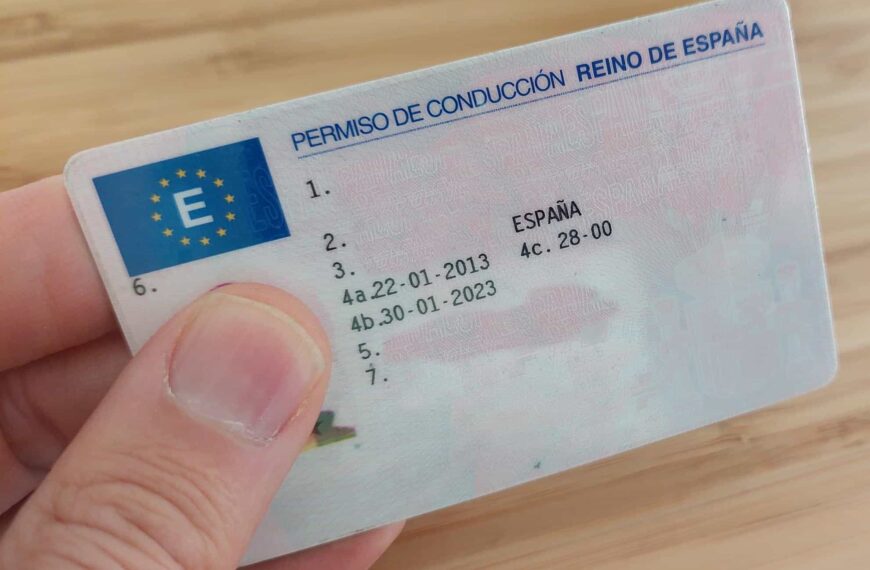 PERMISO DE CONDUCCIÓN REINO DE ESPAÑA
E
1.
2.
3. ESPAÑA
4a.22-01-2013 4c. 28-00
4b.30-01-2023
5.
6.
7.